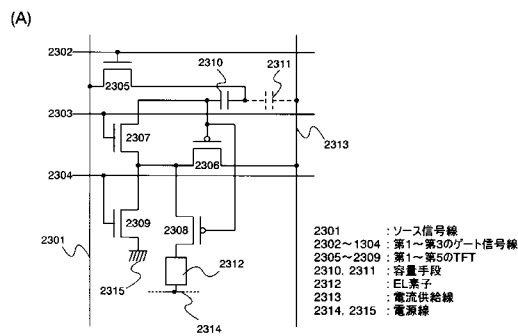 (A)
2302
2305
2310
2311
2303
2307
2306
2313
2304
2309
2308
2301
2312
2315
2314
2301 : ソース信号線
2302～1304 : 第1～第3のゲート信号線
2305～2309 : 第1～第5のTFT
2310, 2311 : 容量手段
2312 : EL素子
2313 : 電流供給線
2314, 2315 : 電源線